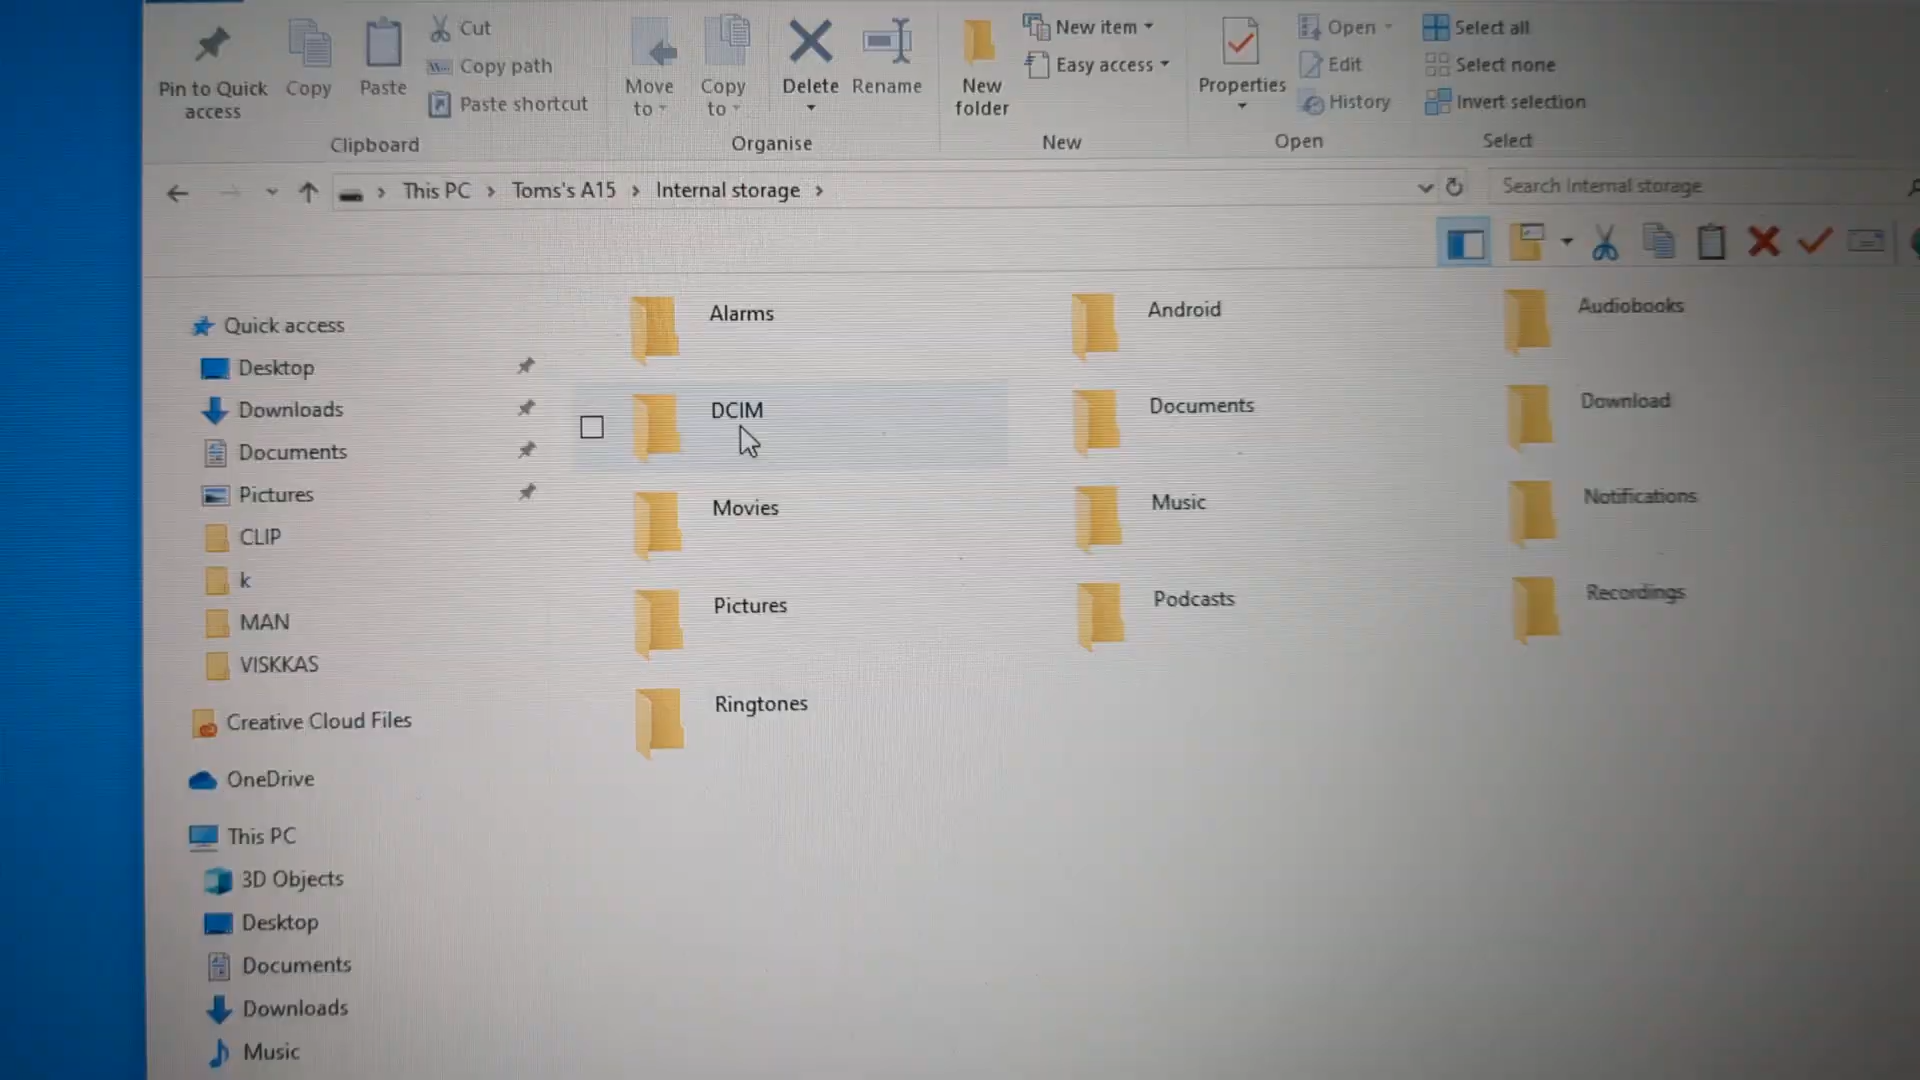 Pin to Quick access
Copy
Paste
Cut
Copy path
Paste shortcut
Clipboard
Move to
Copy to
Delete
Rename
Organise
New folder
New item
Easy access
New
Properties
Open
Edit
History
Open
Select all
Select none
Invert selection
Select
This PC > Toms's A15 > Internal storage >
Search Internal storage
Quick access
Desktop
Downloads
Documents
Pictures
CLIP
k
MAN
VISKKAS
Creative Cloud Files
OneDrive
This PC
3D Objects
Desktop
Documents
Downloads
Music
Alarms
Android
Audiobooks
DCIM
Documents
Download
Movies
Music
Notifications
Pictures
Podcasts
Recordings
Ringtones